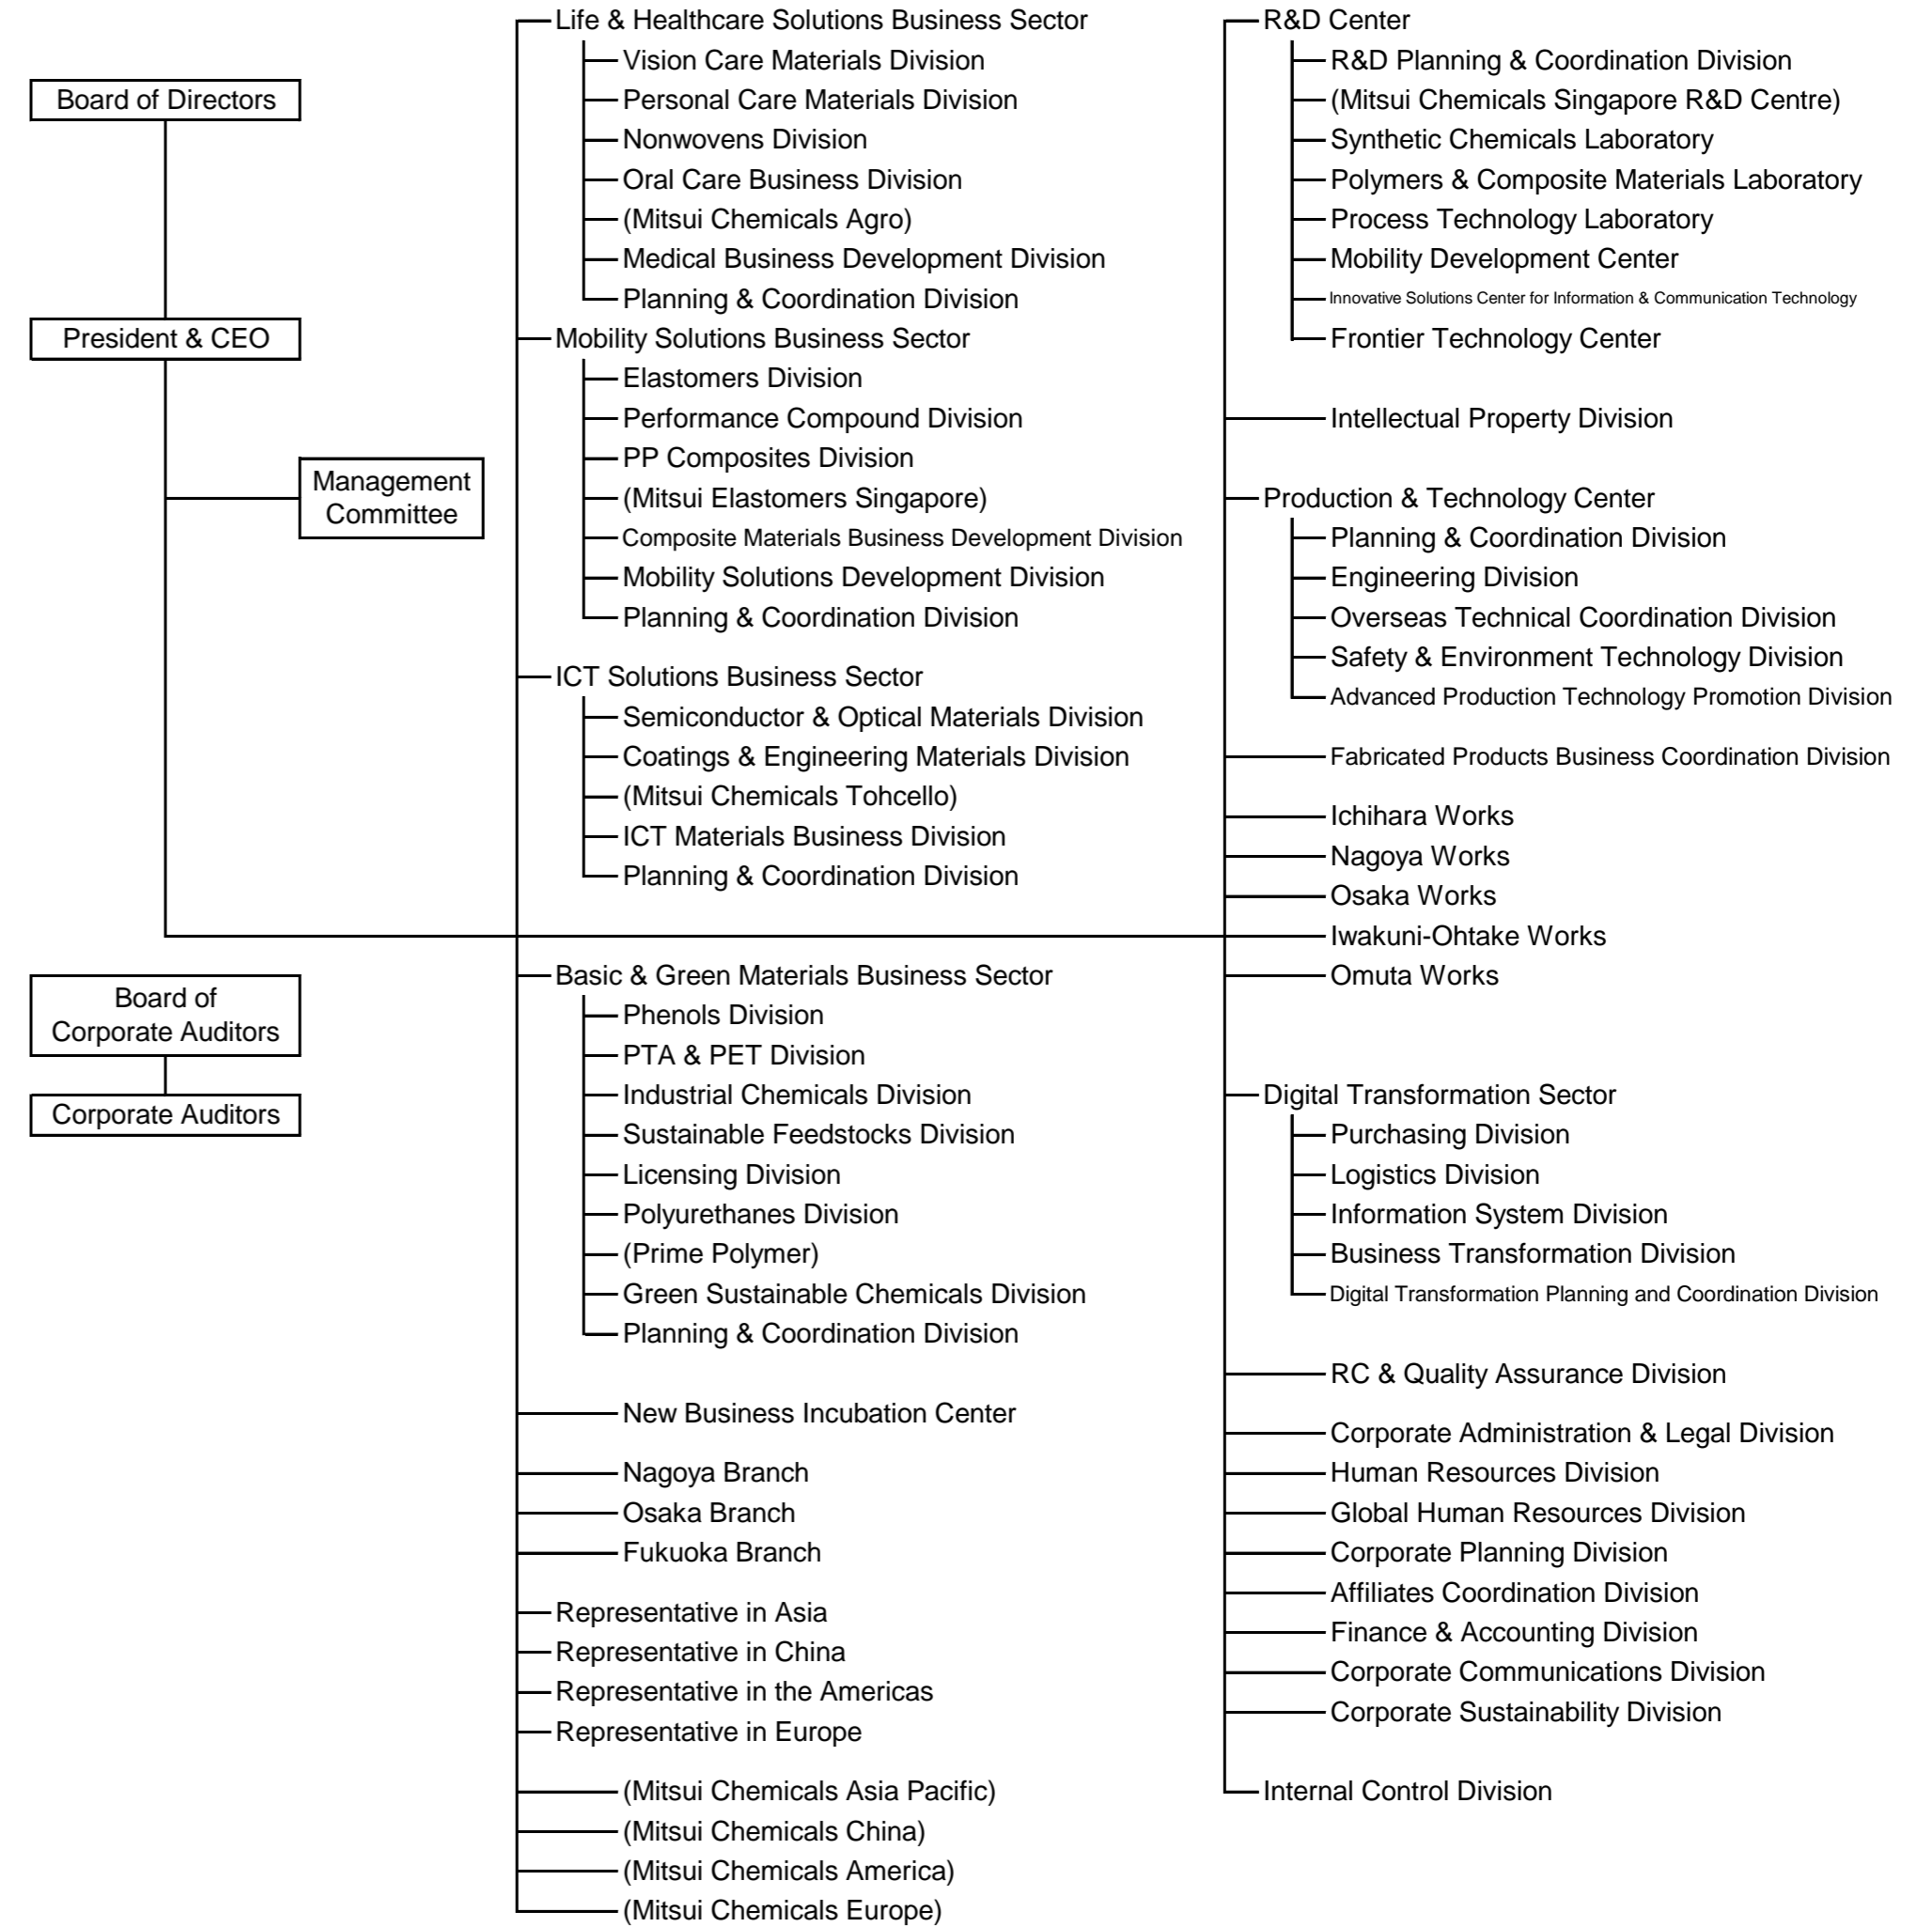 Board of Directors
President & CEO
Management
Committee
Board of
Corporate Auditors
Corporate Auditors
Life & Healthcare Solutions Business Sector
Vision Care Materials Division
Personal Care Materials Division
Nonwovens Division
Oral Care Business Division
(Mitsui Chemicals Agro)
Medical Business Development Division
Planning & Coordination Division
Mobility Solutions Business Sector
Elastomers Division
Performance Compound Division
PP Composites Division
(Mitsui Elastomers Singapore)
Composite Materials Business Development Division
Mobility Solutions Development Division
Planning & Coordination Division
ICT Solutions Business Sector
Semiconductor & Optical Materials Division
Coatings & Engineering Materials Division
(Mitsui Chemicals Tohcello)
ICT Materials Business Division
Planning & Coordination Division
Basic & Green Materials Business Sector
Phenols Division
PTA & PET Division
Industrial Chemicals Division
Sustainable Feedstocks Division
Licensing Division
Polyurethanes Division
(Prime Polymer)
Green Sustainable Chemicals Division
Planning & Coordination Division
New Business Incubation Center
Nagoya Branch
Osaka Branch
Fukuoka Branch
Representative in Asia
Representative in China
Representative in the Americas
Representative in Europe
(Mitsui Chemicals Asia Pacific)
(Mitsui Chemicals China)
(Mitsui Chemicals America)
(Mitsui Chemicals Europe)
R&D Center
R&D Planning & Coordination Division
(Mitsui Chemicals Singapore R&D Centre)
Synthetic Chemicals Laboratory
Polymers & Composite Materials Laboratory
Process Technology Laboratory
Mobility Development Center
Innovative Solutions Center for Information & Communication Technology
Frontier Technology Center
Intellectual Property Division
Production & Technology Center
Planning & Coordination Division
Engineering Division
Overseas Technical Coordination Division
Safety & Environment Technology Division
Advanced Production Technology Promotion Division
Fabricated Products Business Coordination Division
Ichihara Works
Nagoya Works
Osaka Works
Iwakuni-Ohtake Works
Omuta Works
Digital Transformation Sector
Purchasing Division
Logistics Division
Information System Division
Business Transformation Division
Digital Transformation Planning and Coordination Division
RC & Quality Assurance Division
Corporate Administration & Legal Division
Human Resources Division
Global Human Resources Division
Corporate Planning Division
Affiliates Coordination Division
Finance & Accounting Division
Corporate Communications Division
Corporate Sustainability Division
Internal Control Division